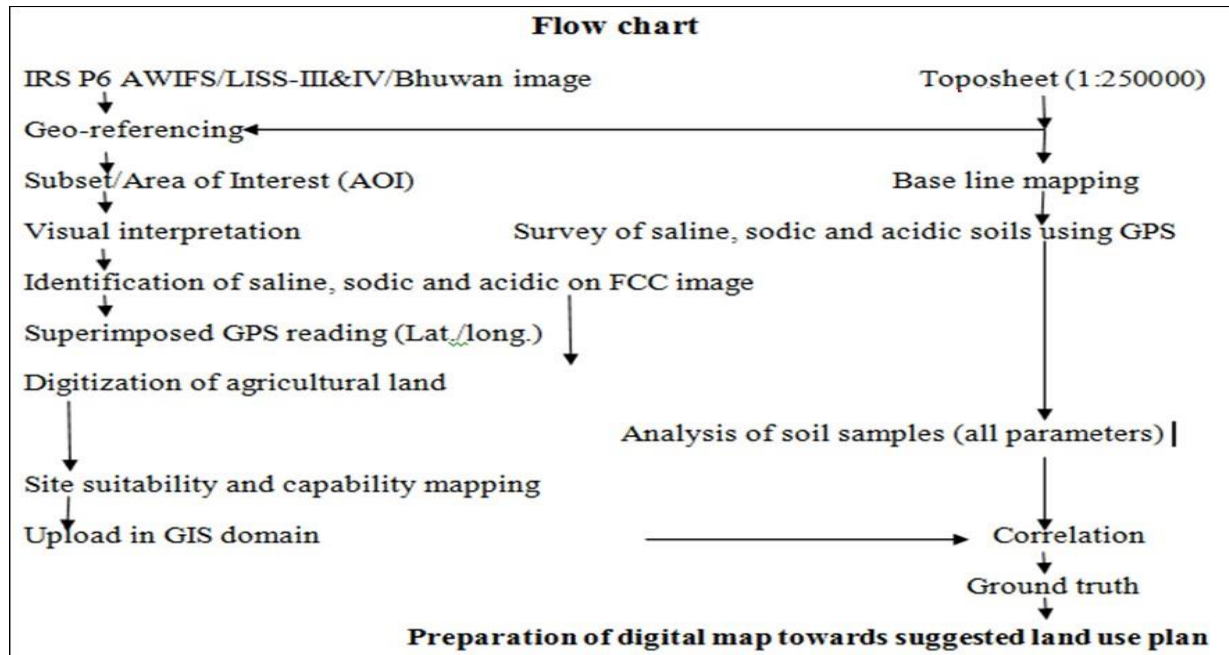 Flow chart
IRS P6 AWIFS/LISS-III&IV/Bhuwan image
Toposheet (1:250000)
Geo-referencing
Subset/Area of Interest (AOI)
Base line mapping
Visual interpretation
Survey of saline, sodic and acidic soils using GPS
Identification of saline, sodic and acidic on FCC image
Superimposed GPS reading (Lat./long.)
Digitization of agricultural land
Analysis of soil samples (all parameters)
Site suitability and capability mapping
Upload in GIS domain
Correlation
Ground truth
Preparation of digital map towards suggested land use plan